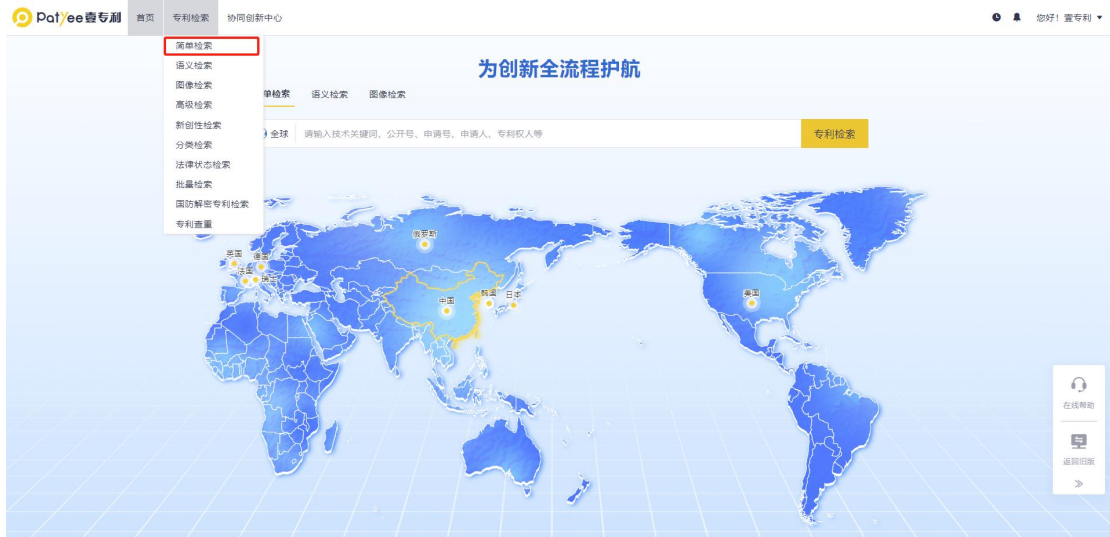 Patyee壹专利 首页 专利检索 协同创新中心 您好！壹专利
简单检索
语义检索
图像检索
高级检索
新创性检索
分类检索
法律状态检索
批量检索
国防解密专利检索
专利查重
为创新全流程护航
单检索 语义检索 图像检索
全球 请输入技术关键词、公开号、申请号、申请人、专利权人等 专利检索
俄罗斯
英国 德国
法国 瑞士
中国 韩国 日本
美国
在线帮助
返回旧版